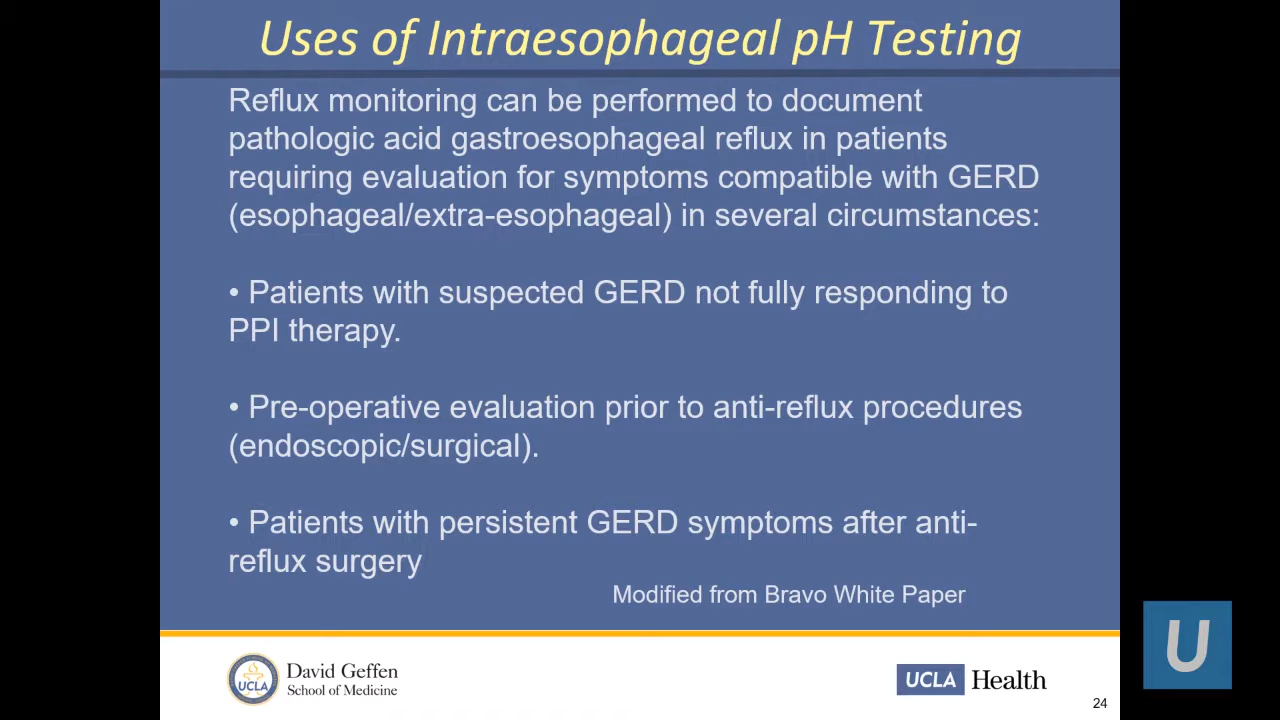 Uses of Intraesophageal pH Testing
Reflux monitoring can be performed to document
pathologic acid gastroesophageal reflux in patients
requiring evaluation for symptoms compatible with GERD
(esophageal/extra-esophageal) in several circumstances:
• Patients with suspected GERD not fully responding to
PPI therapy.
• Pre-operative evaluation prior to anti-reflux procedures
(endoscopic/surgical).
• Patients with persistent GERD symptoms after anti-
reflux surgery
Modified from Bravo White Paper
UCLA
David Geffen
School of Medicine
UCLA Health
24
U